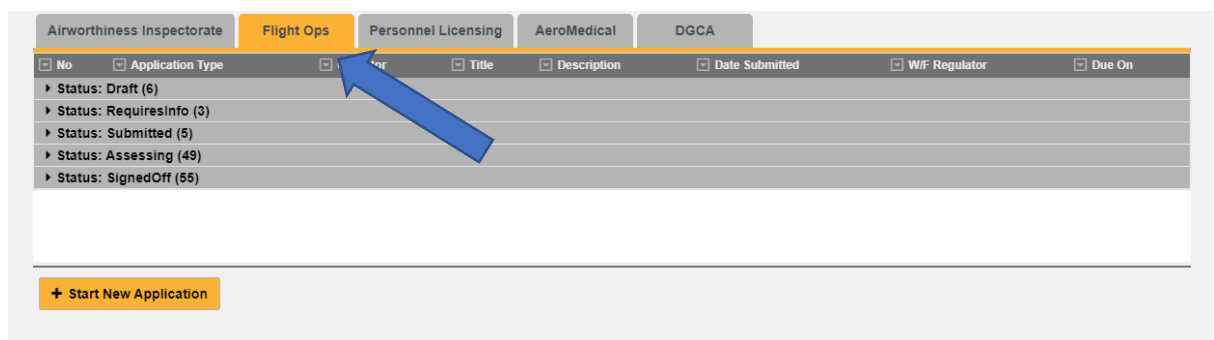 Airworthiness Inspectorate Flight Ops Personnel Licensing AeroMedical DGCA
No Application Type Title Description Date Submitted W/F Regulator Due On
Status: Draft (6)
Status: RequiresInfo (3)
Status: Submitted (5)
Status: Assessing (49)
Status: SignedOff (55)
+ Start New Application